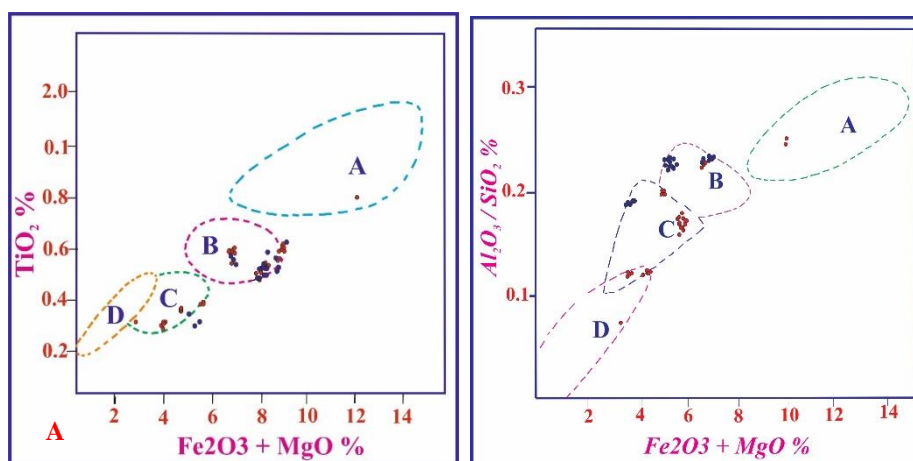 TiO₂ %
2.0
0.1
0.8
0.6
0.4
0.2
A
B
C
D
2 4 6 8 10 12 14
A
Fe2O3 + MgO %
Al₂O₃ / SiO₂ %
0.3
0.2
0.1
A
B
C
D
2 4 6 8 10 12 14
Fe2O3 + MgO %